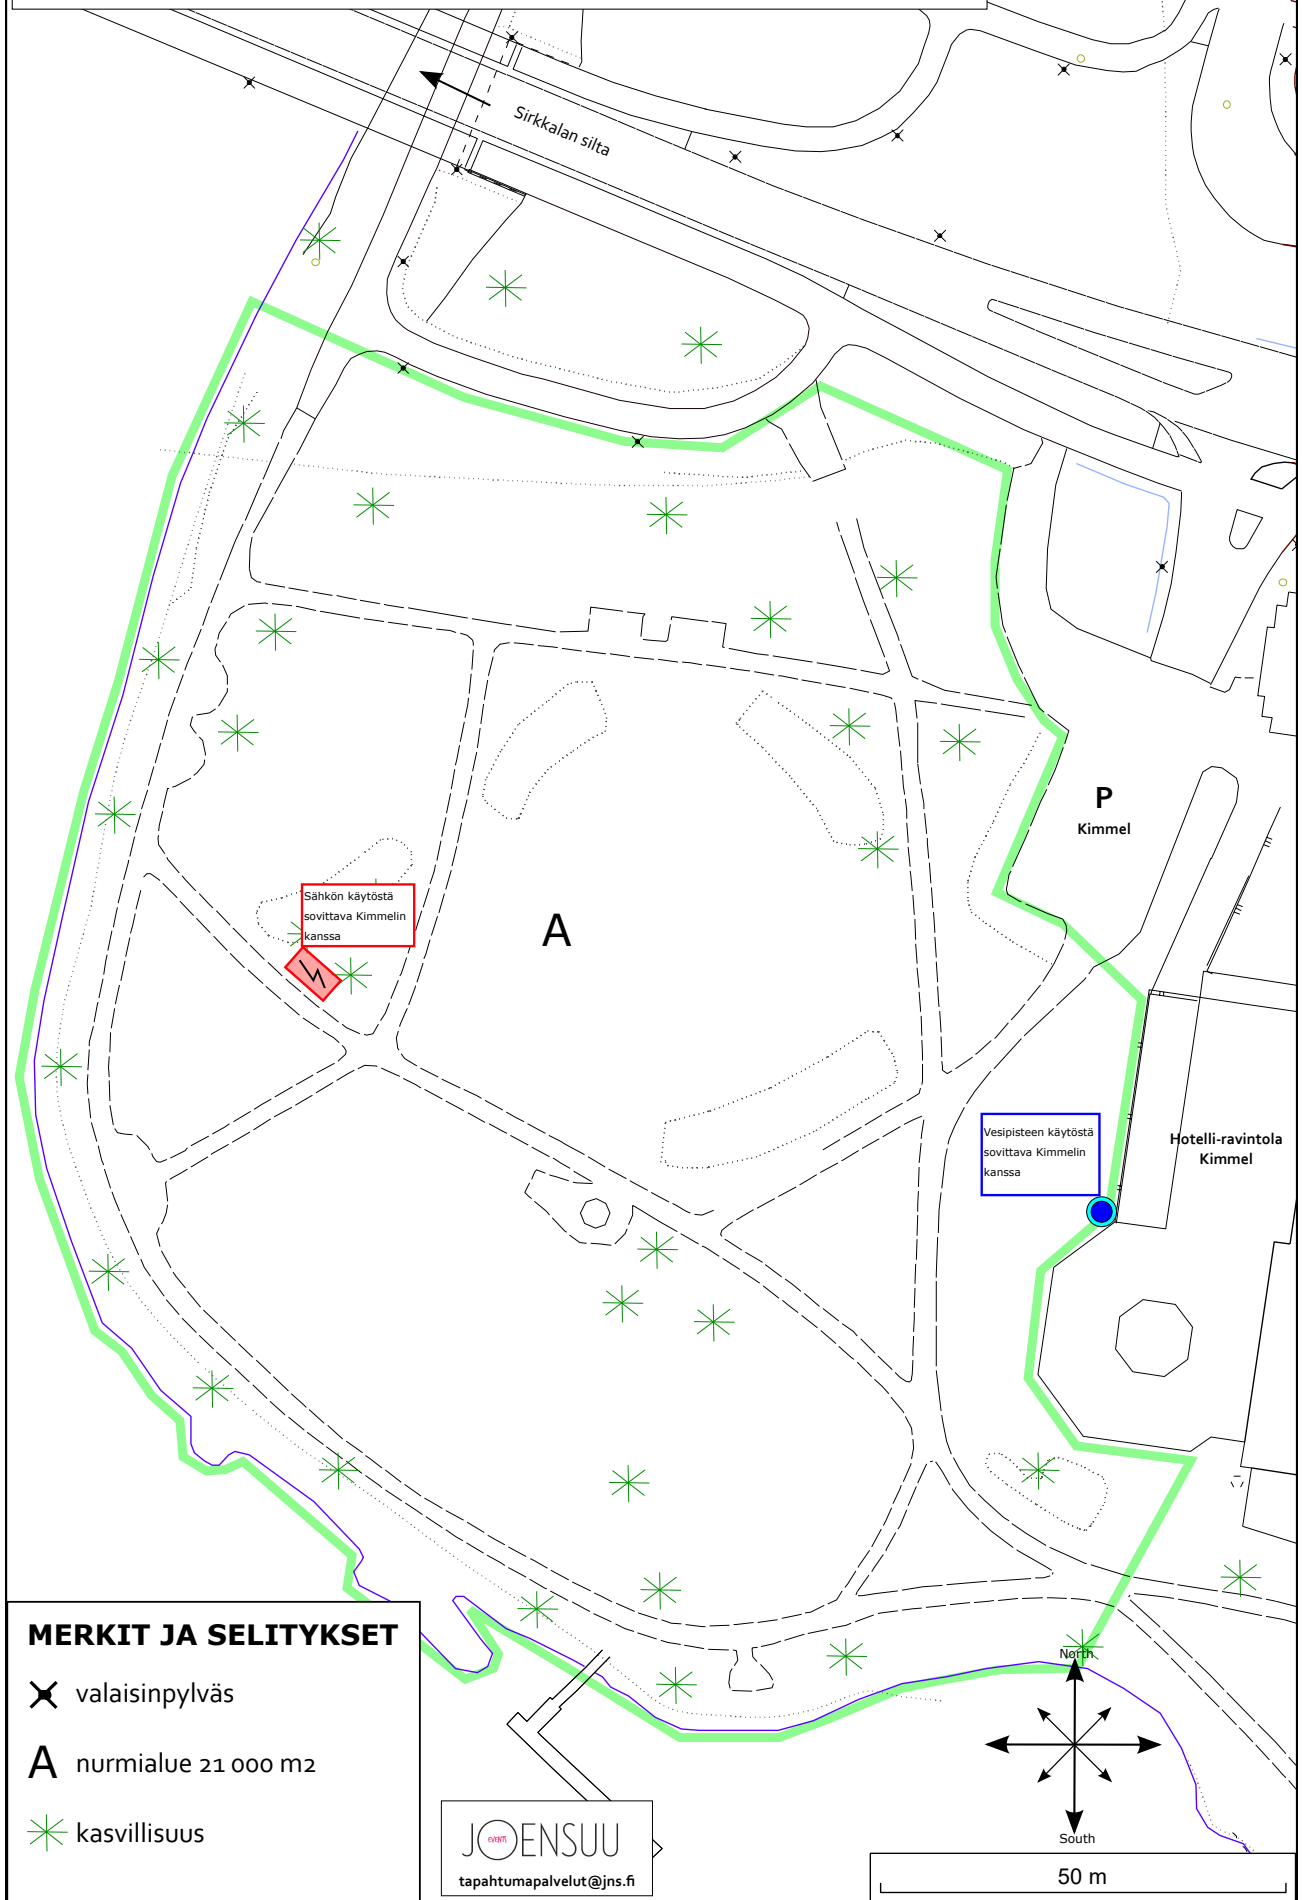 Sirkkalan silta
P
Kimmel
Sähkön käytöstä
sovittava Kimmelin
kanssa
A
Vesipisteen käytöstä
sovittava Kimmelin
kanssa
Hotelli-ravintola
Kimmel
MERKIT JA SELITYKSET
valaisinpylväs
A nurmialue 21 000 m2
kasvillisuus
JOENSUU
EVENTS
tapahtumapalvelut@jns.fi
North
South
50 m